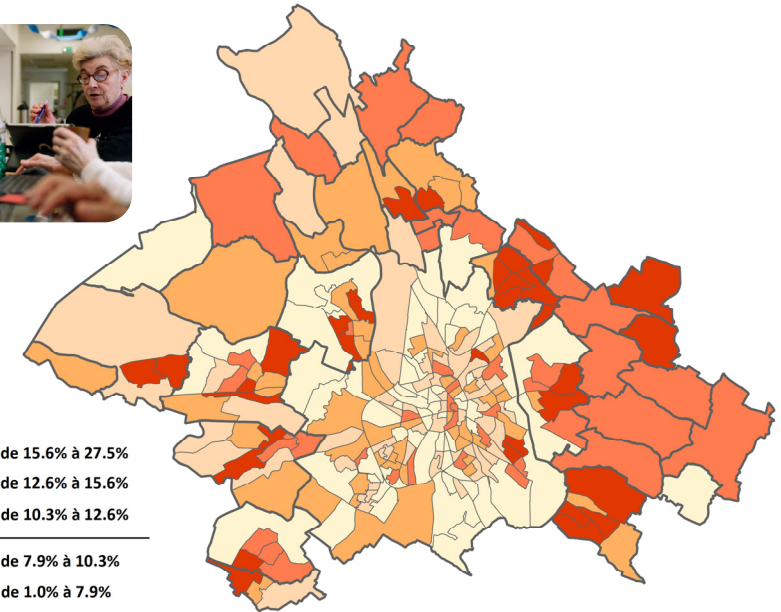 de 15.6% à 27.5%
de 12.6% à 15.6%
de 10.3% à 12.6%
de 7.9% à 10.3%
de 1.0% à 7.9%